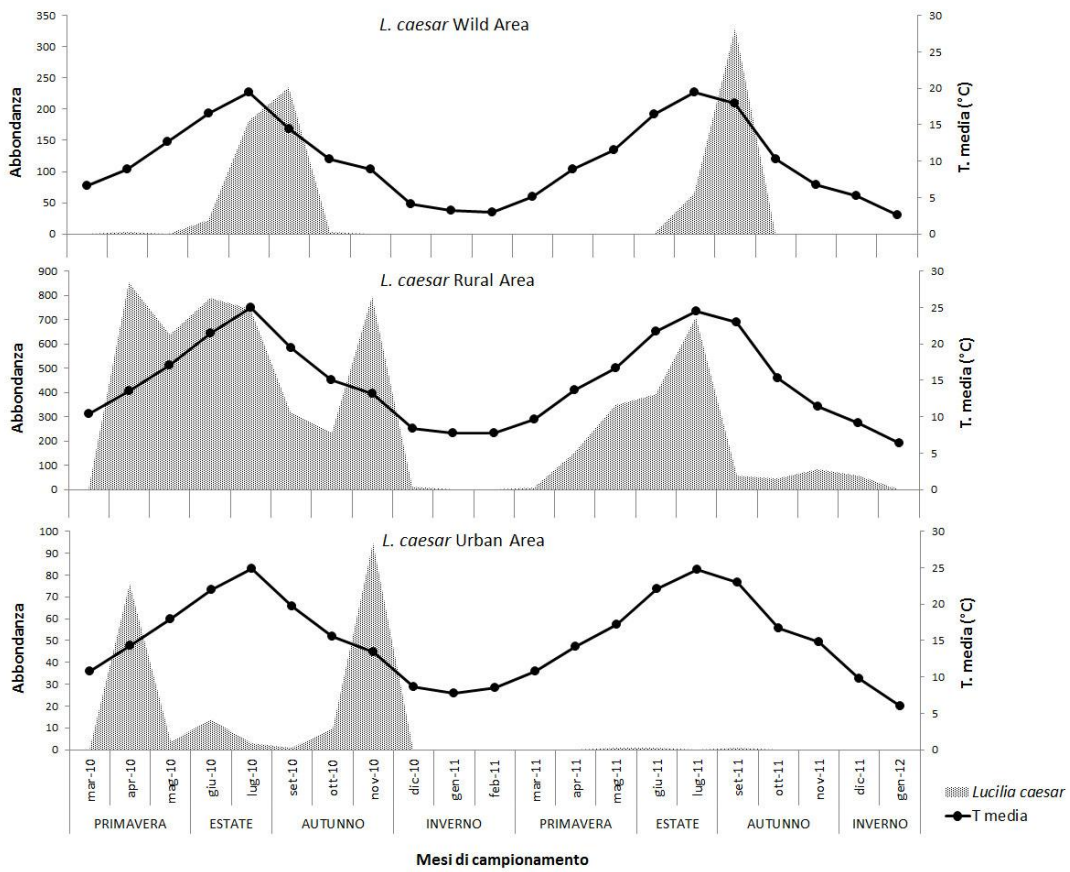 L. caesar Wild Area
350
300
250
200
150
100
50
0
Abbondanza
30
25
20
15
10
5
0
T. media (°C)
L. caesar Rural Area
900
800
700
600
500
400
300
200
100
0
Abbondanza
30
25
20
15
10
5
0
T. media (°C)
L. caesar Urban Area
100
90
80
70
60
50
40
30
20
10
0
Abbondanza
30
25
20
15
10
5
0
T. media (°C)
mar-10
apr-10
mag-10
giu-10
lug-10
set-10
ott-10
nov-10
dic-10
gen-11
feb-11
mar-11
apr-11
mag-11
giu-11
lug-11
set-11
ott-11
nov-11
dic-11
gen-12
PRIMAVERA ESTATE AUTUNNO INVERNO PRIMAVERA ESTATE AUTUNNO INVERNO
Mesi di campionamento
Lucilia caesar
T media